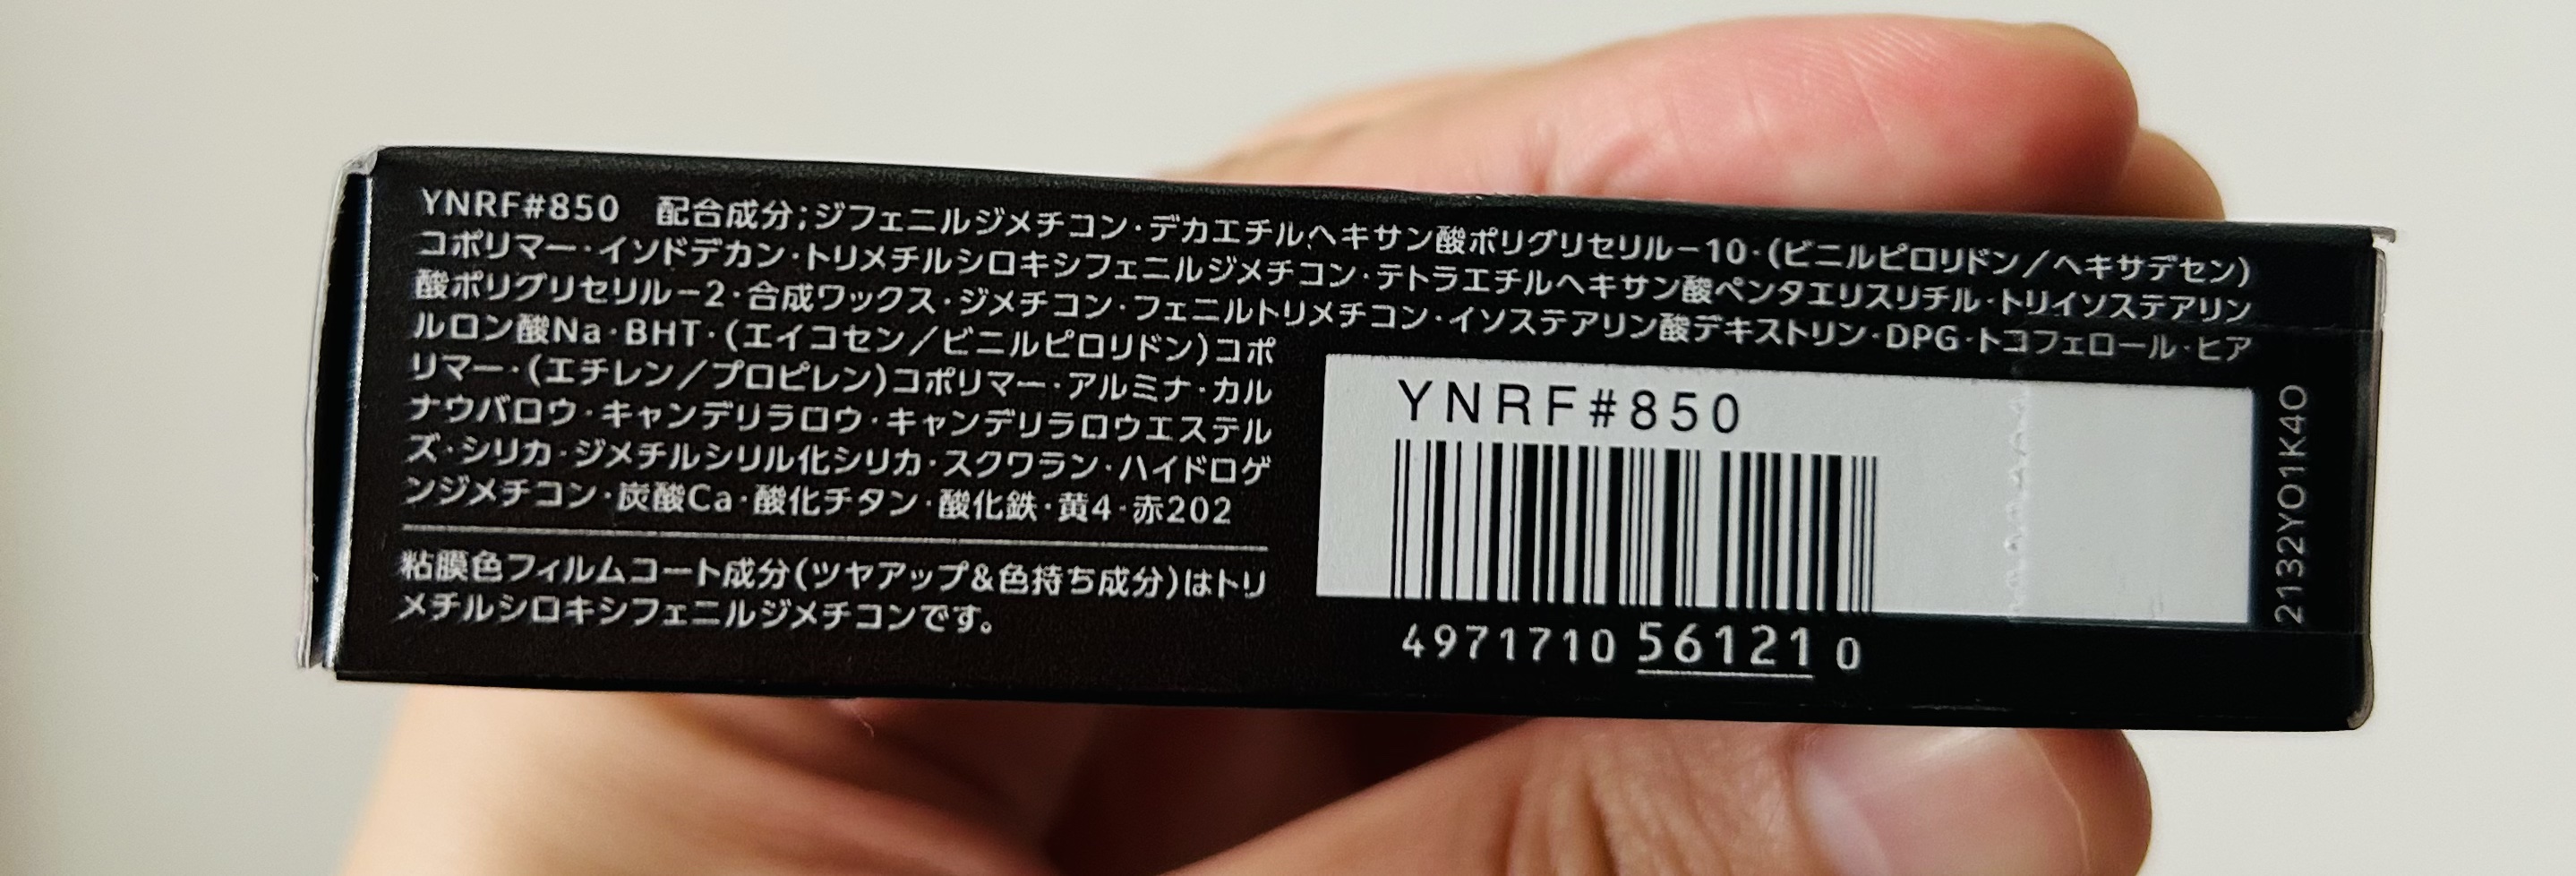 YNRF#850　配合成分;ジフェニルジメチコン・デカエチルヘキサン酸ポリグリセリル−10・(ビニルピロリドン／ヘキサデセン)
コポリマー・イソドデカン・トリメチルシロキシフェニルジメチコン・テトラエチルヘキサン酸ペンタエリスリチル・トリイソステアリン
酸ポリグリセリル−2・合成ワックス・ジメチコン・フェニルトリメチコン・イソステアリン酸デキストリン・DPG・トコフェロール・ヒア
ルロン酸Na・BHT・(エイコセン／ビニルピロリドン)コポ
リマー・(エチレン／プロピレン)コポリマー・アルミナ・カル
ナウバロウ・キャンデリラロウ・キャンデリラロウエステル
ズ・シリカ・ジメチルシリル化シリカ・スクワラン・ハイドロゲ
ンジメチコン・炭酸Ca・酸化チタン・酸化鉄・黄4・赤202
粘膜色フィルムコート成分(ツヤアップ&色持ち成分)はトリ
メチルシロキシフェニルジメチコンです。
YNRF#850
4971710 56121 0
2132YO1K4O